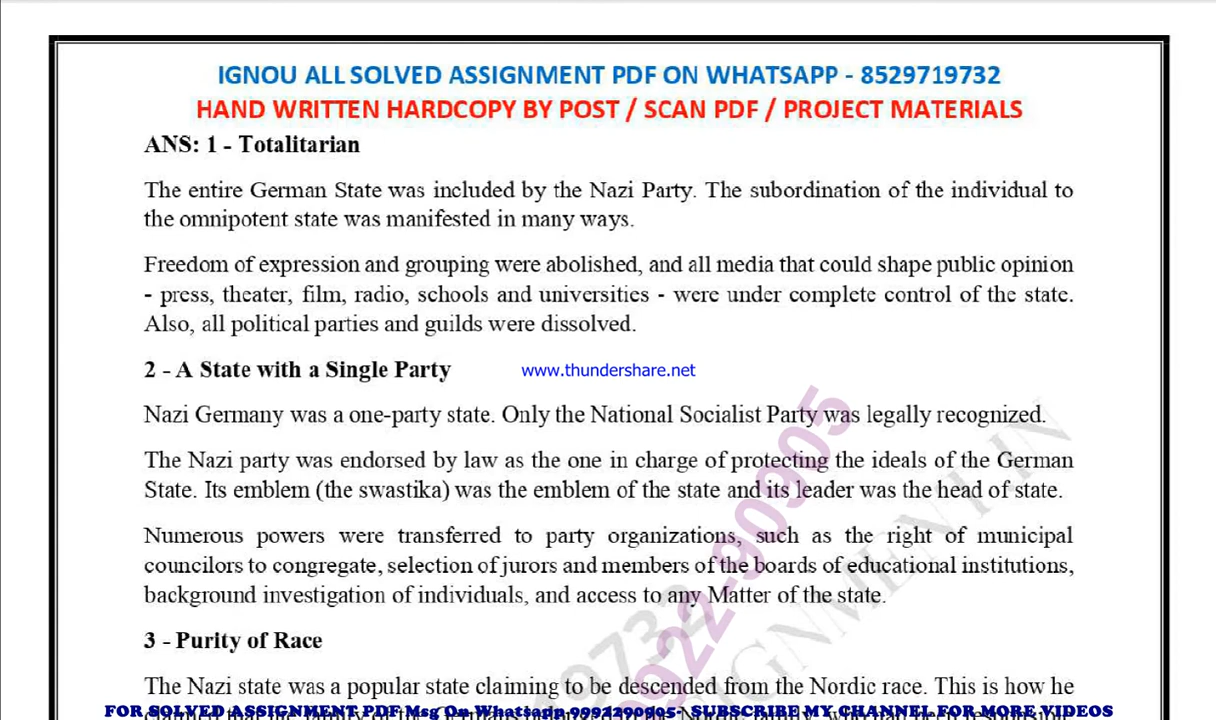 IGNOU ALL SOLVED ASSIGNMENT PDF ON WHATSAPP - 8529719732
HAND WRITTEN HARDCOPY BY POST / SCAN PDF / PROJECT MATERIALS
ANS: 1 - Totalitarian
The entire German State was included by the Nazi Party. The subordination of the individual to
the omnipotent state was manifested in many ways.
Freedom of expression and grouping were abolished, and all media that could shape public opinion
- press, theater, film, radio, schools and universities - were under complete control of the state.
Also, all political parties and guilds were dissolved.
2 - A State with a Single Party
www.thundershare.net
Nazi Germany was a one-party state. Only the National Socialist Party was legally recognized.
The Nazi party was endorsed by law as the one in charge of protecting the ideals of the German
State. Its emblem (the swastika) was the emblem of the state and its leader was the head of state.
Numerous powers were transferred to party organizations, such as the right of municipal
councilors to congregate, selection of jurors and members of the boards of educational institutions,
background investigation of individuals, and access to any Matter of the state.
3 - Purity of Race
The Nazi state was a popular state claiming to be descended from the Nordic race. This is how he
FOR SOLVED ASSIGNMENT PDF Msg On Whattsapp-9992290905- SUBSCRIBE MY CHANNEL FOR MORE VIDEOS
19732
9922-90905
IGNMENT IN